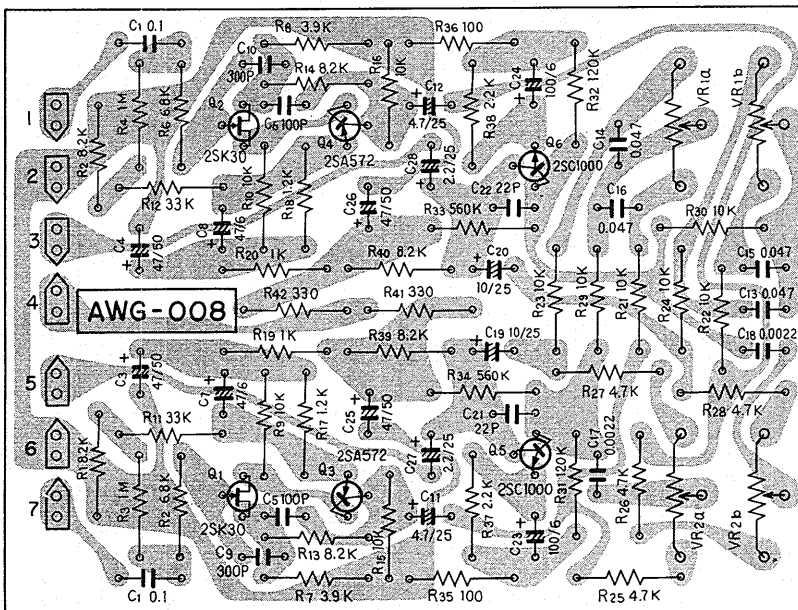 R8 3.9K
R36 100
C1 0.1
C10
300P
R14 8.2K
R16
10K
C12
4.7/25
C24
100/6
R32 120K
VR1a
VR1b
R4 1M
R6 6.8K
Q2
2SK30
C6 100P
Q4
2SA572
R38 2.2K
Q6
2SC1000
C14
0.047
1
R2 8.2K
C28
2.2/25
2
R12 33K
R10 10K
R18 1.2K
C26
47/50
C22 22P
C16
0.047
R33 560K
R30 10K
3
C4
47/50
C8
47/6
R20 1K
R40 8.2K
C20
10/25
C15 0.047
R23 10K
R29 10K
R21 10K
R24 10K
R22 10K
4
AWG-008
R42 330
R41 330
C13
0.047
R19 1K
R39 8.2K
C19 10/25
C18 0.0022
5
C3
47/50
C7
47/6
R34 560K
R27 4.7K
R28 4.7K
R11 33K
R9 10K
R17 1.2K
C25
47/50
C21
22P
6
R1 8.2K
2SA572
C27
2.2/25
Q5
2SC1000
C17
0.0022
7
R3 1M
R2 6.8K
Q1
2SK30
C5 100P
Q3
C11
4.7/25
R37 2.2K
R31 120K
R26 4.7K
VR2a
VR2b
C9
300P
R13 8.2K
R15 10K
C23
100/6
C1 0.1
R7 3.9K
R35 100
R25 4.7K